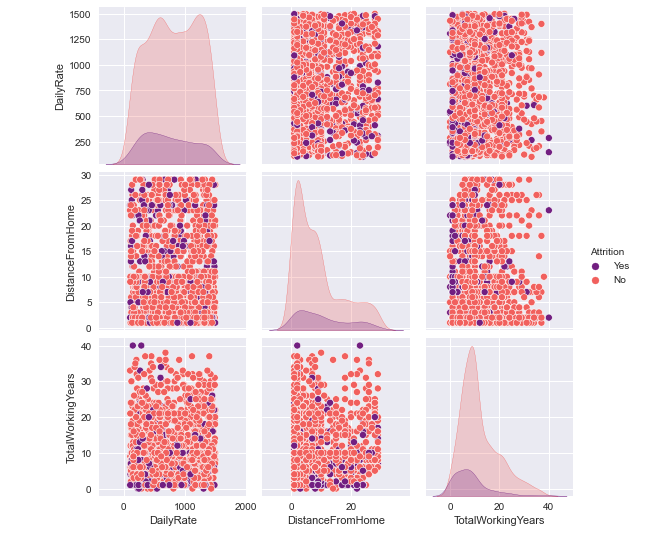 1500
1250
1000
750
500
250
DailyRate
30
25
20
15
10
5
0
DistanceFromHome
Attrition
Yes
No
40
30
20
10
0
TotalWorkingYears
0 1000 2000
0 20
0 20 40
DailyRate
DistanceFromHome
TotalWorkingYears